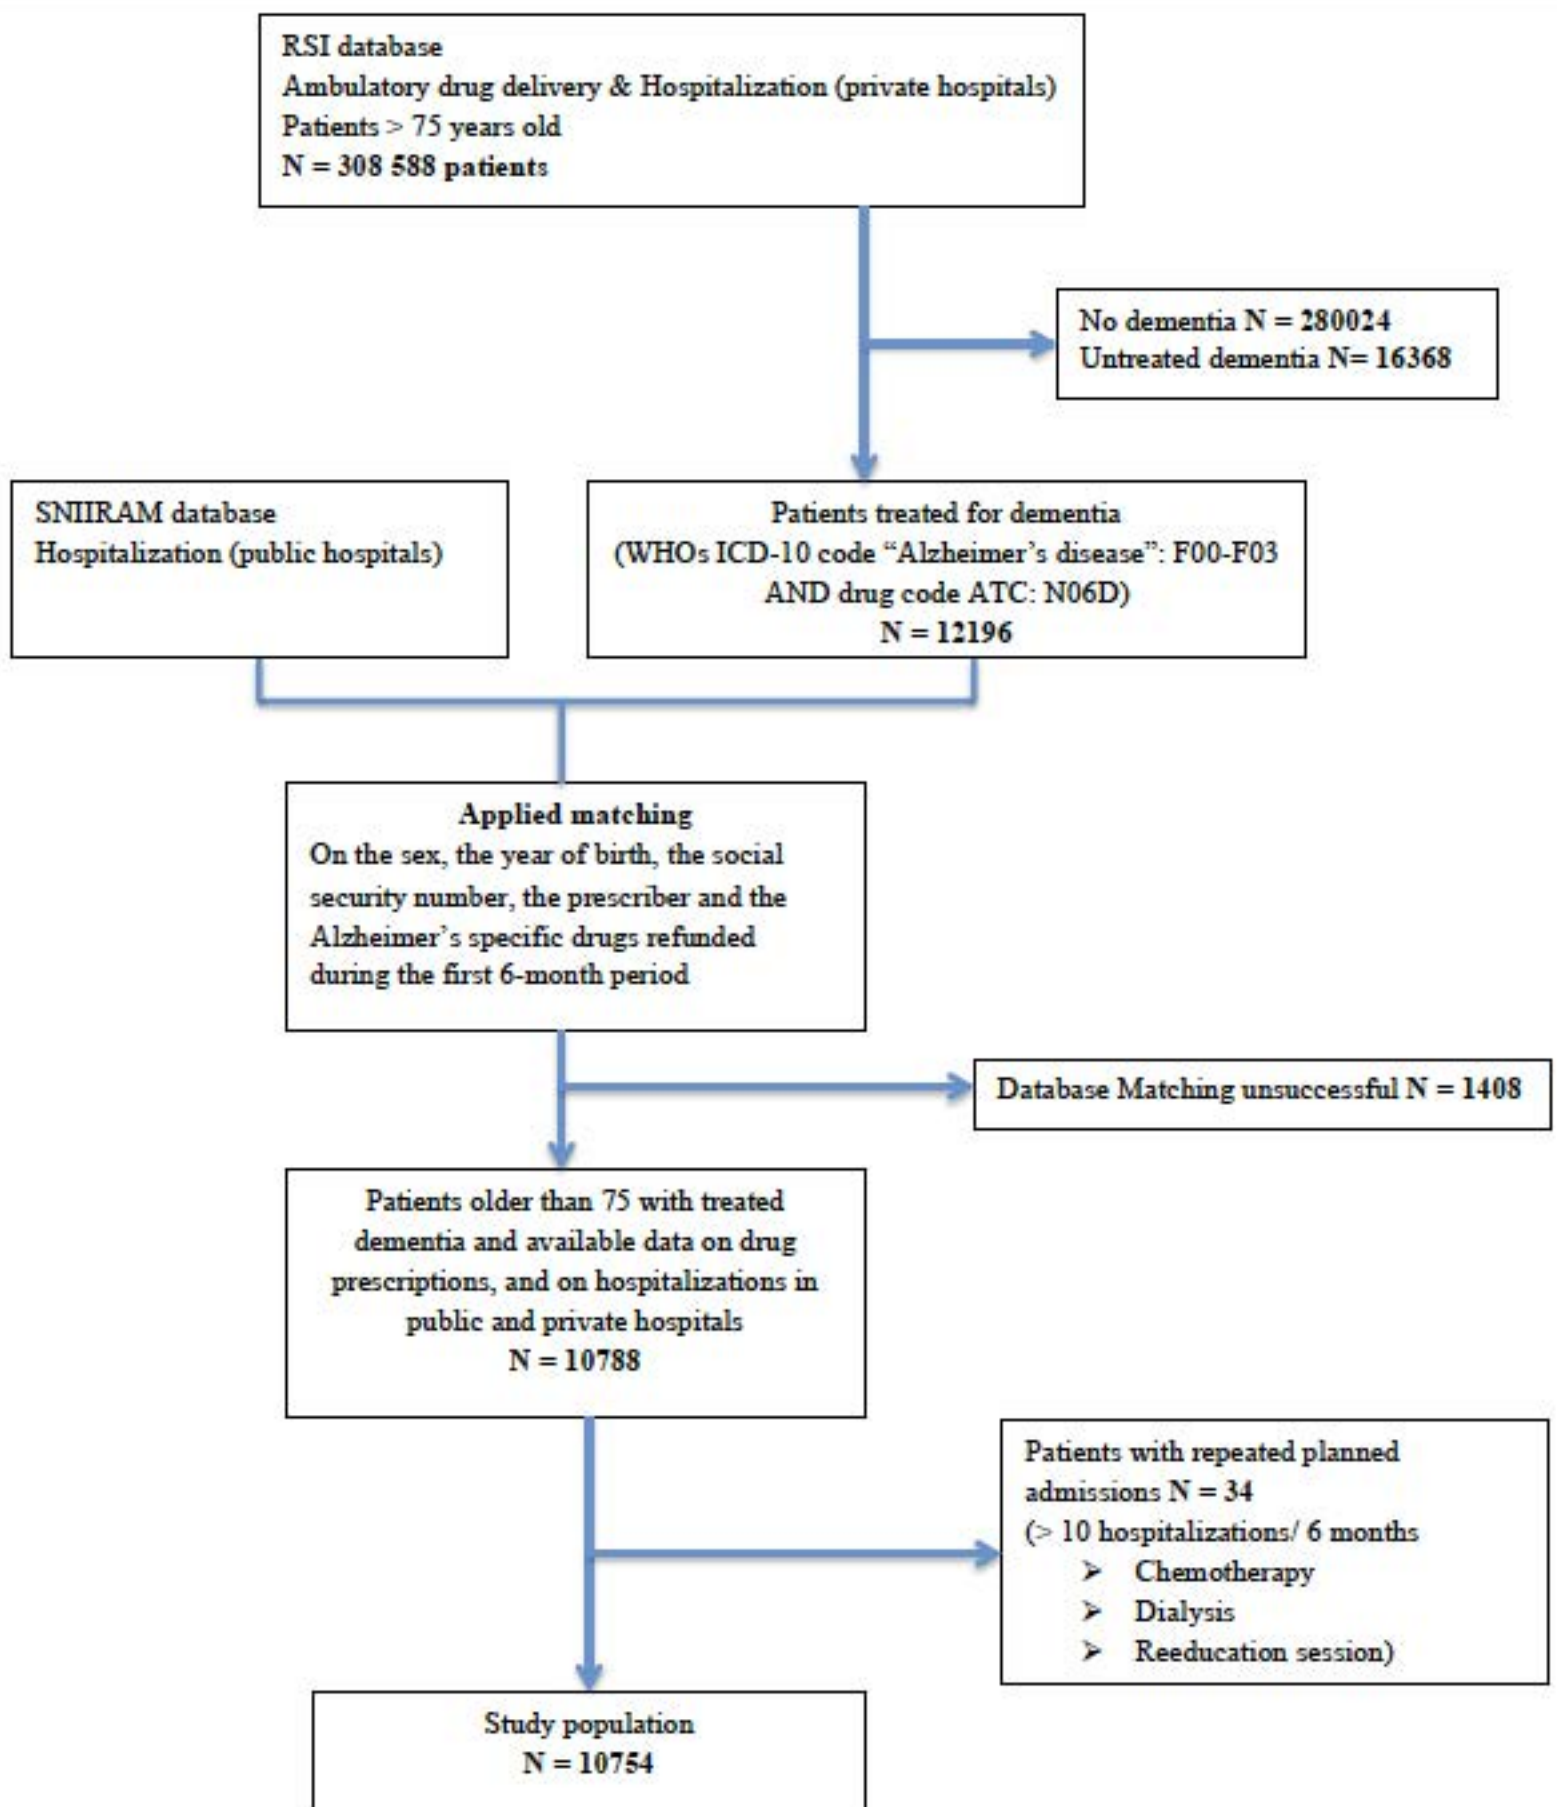 RSI database
Ambulatory drug delivery & Hospitalization (private hospitals)
Patients > 75 years old
N = 308 588 patients
No dementia N = 280024
Untreated dementia N= 16368
SNIIRAM database
Hospitalization (public hospitals)
Patients treated for dementia
(WHOs ICD-10 code “Alzheimer’s disease”: F00-F03
AND drug code ATC: N06D)
N = 12196
Applied matching
On the sex, the year of birth, the social
security number, the prescriber and the
Alzheimer’s specific drugs refunded
during the first 6-month period
Database Matching unsuccessful N = 1408
Patients older than 75 with treated
dementia and available data on drug
prescriptions, and on hospitalizations in
public and private hospitals
N = 10788
Patients with repeated planned
admissions N = 34
(> 10 hospitalizations/ 6 months
➤ Chemotherapy
➤ Dialysis
➤ Reeducation session)
Study population
N = 10754